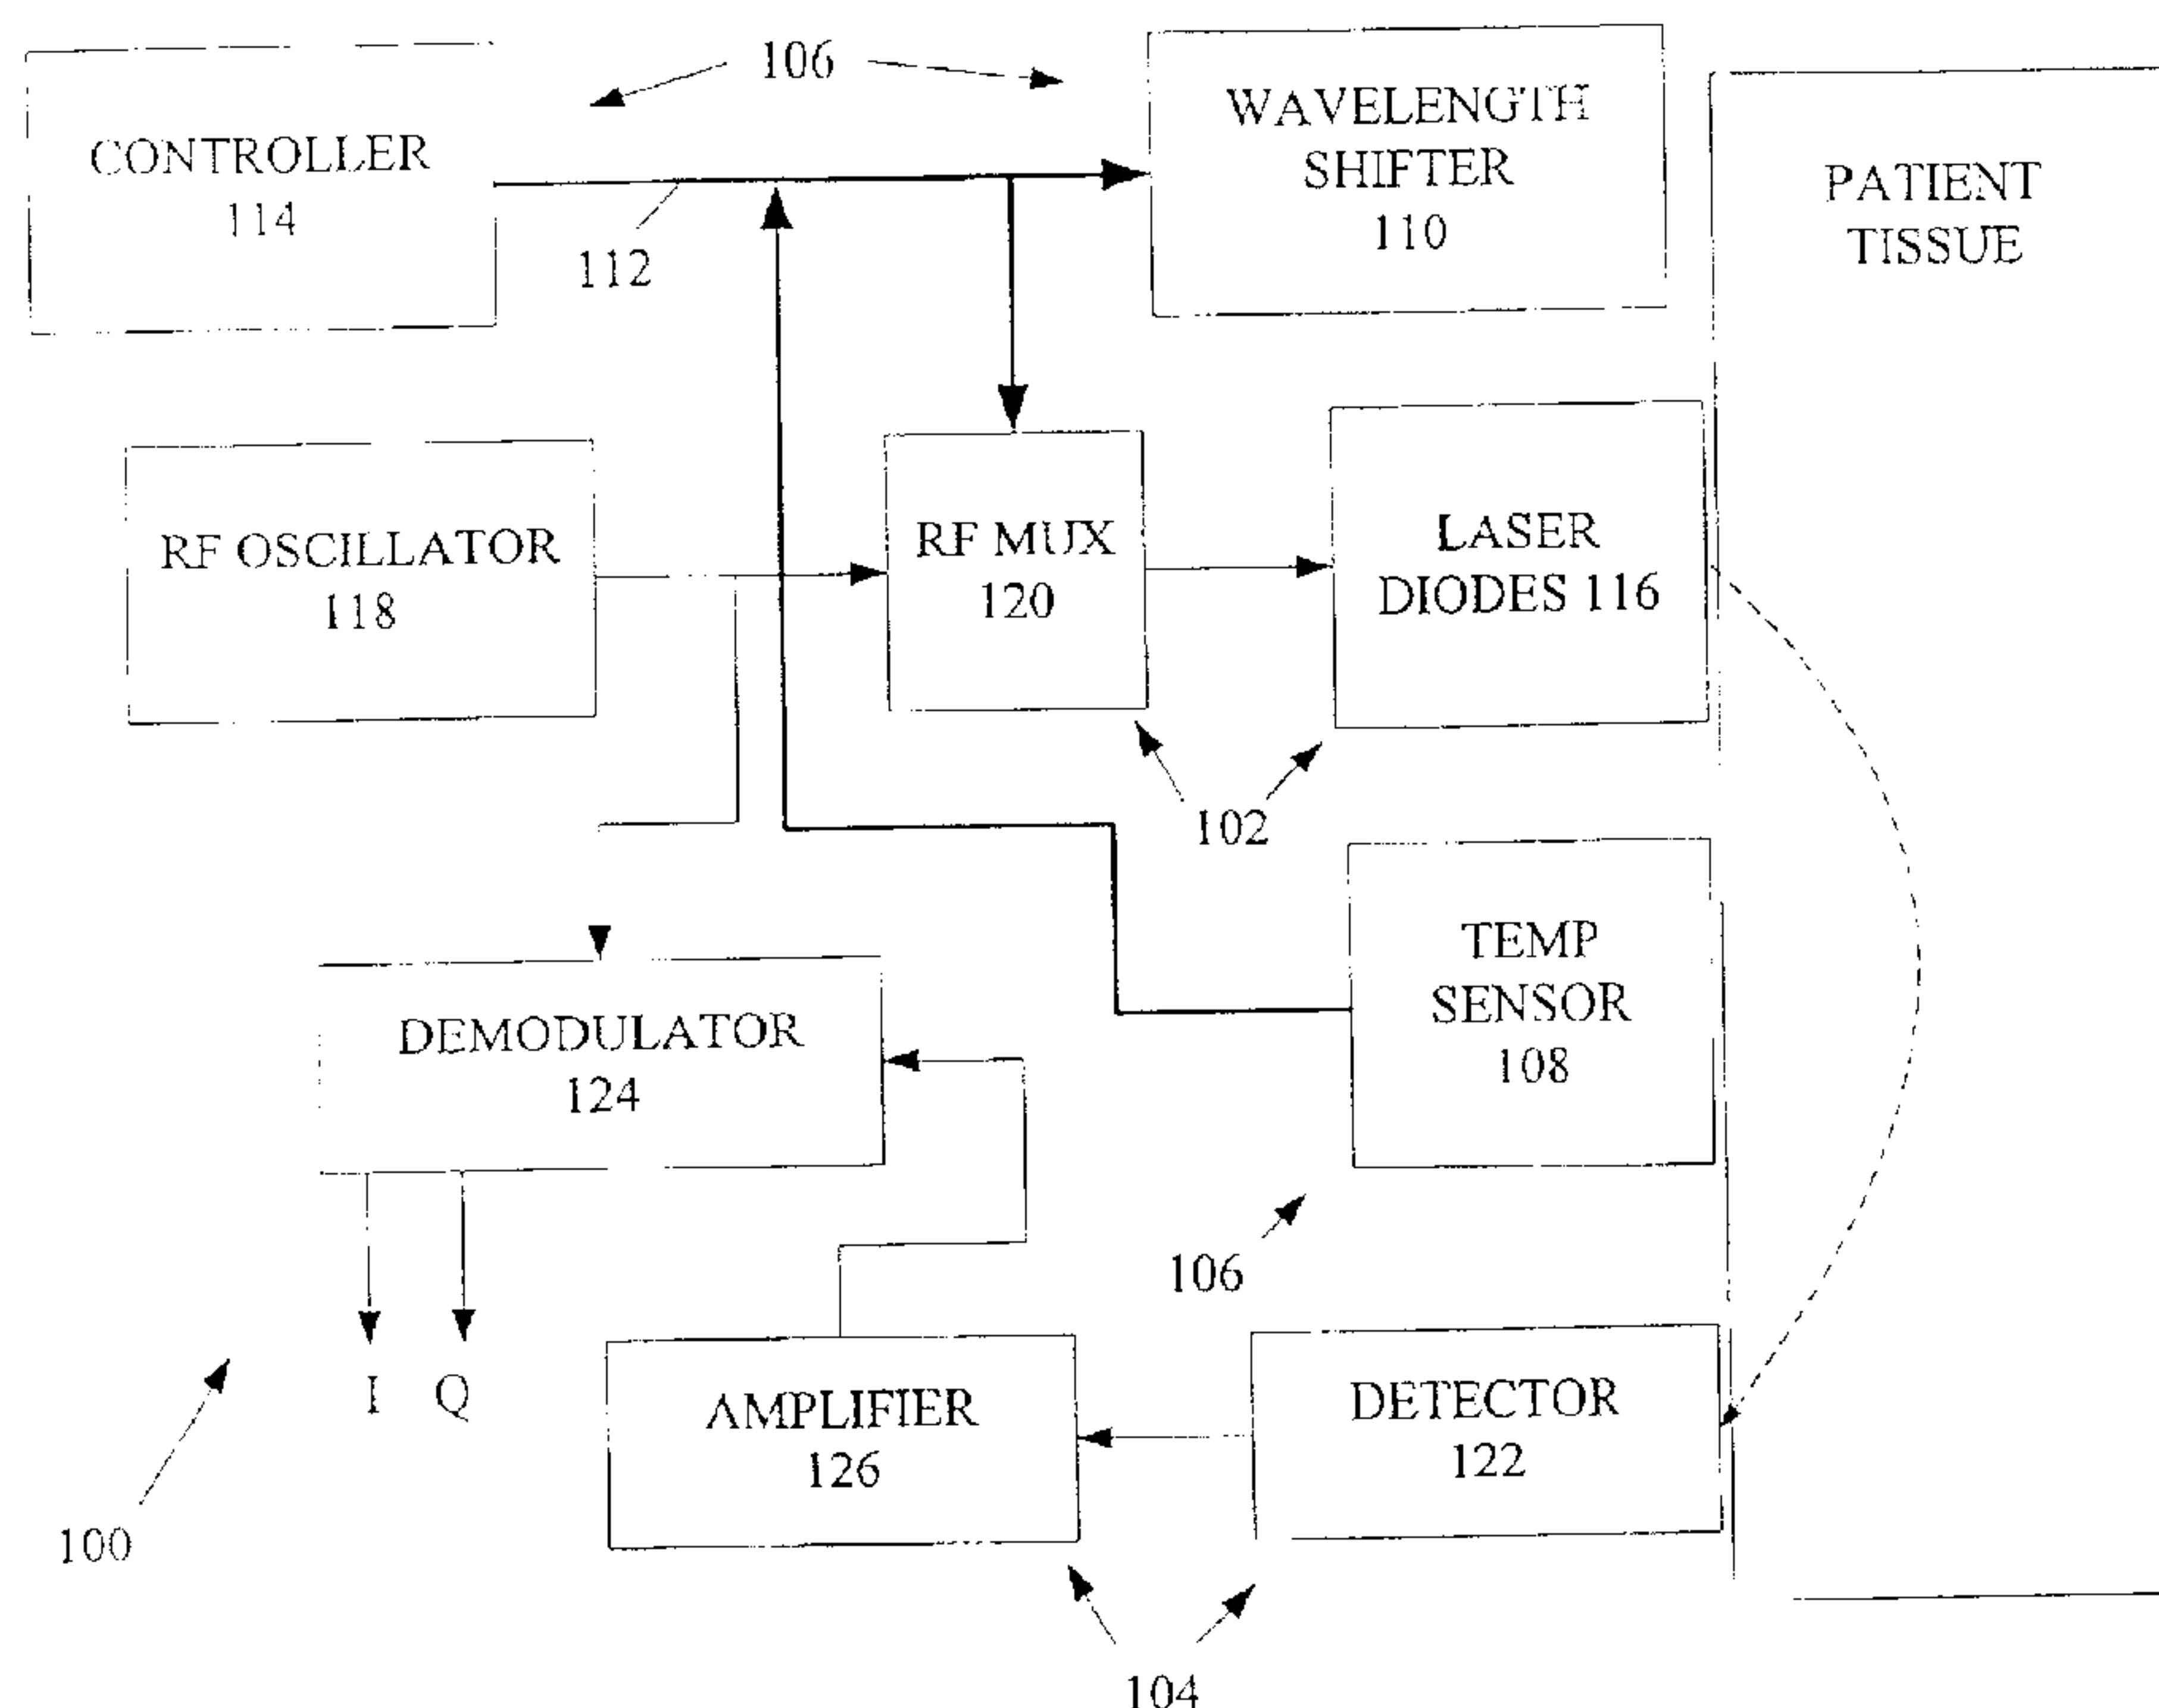 106
CONTROLLER
114
112
WAVELENGTH
SHIFTER
110
PATIENT
TISSUE
RF OSCILLATOR
118
RF MUX
120
LASER
DIODES 116
102
TEMP
SENSOR
108
DEMODULATOR
124
106
I Q
AMPLIFIER
126
DETECTOR
122
100
104